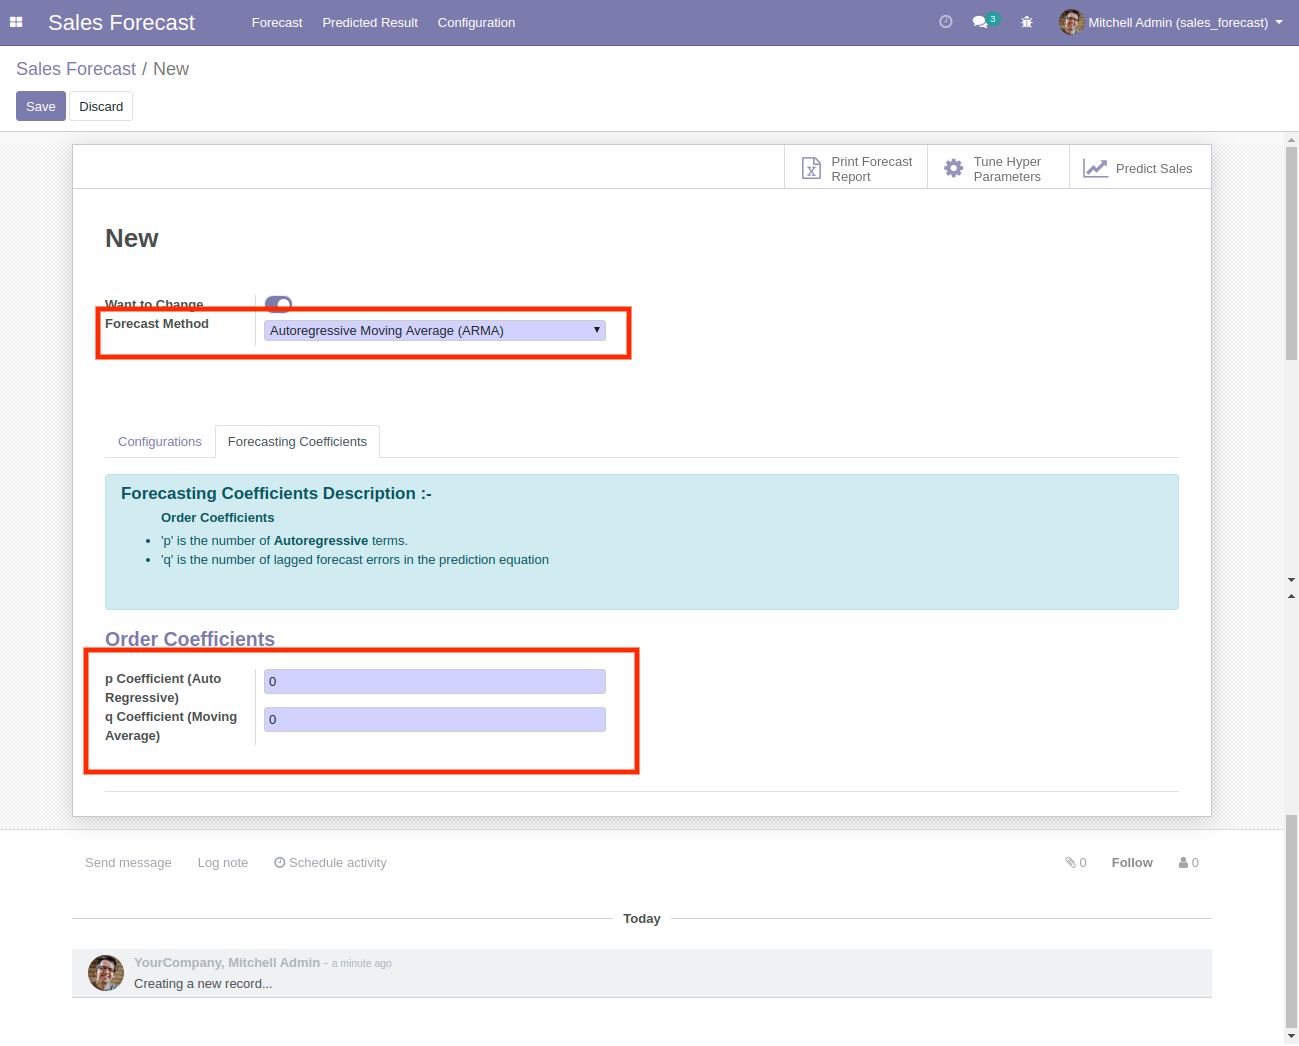 Sales Forecast Forecast Predicted Result Configuration 3 Mitchell Admin (sales_forecast)
Sales Forecast / New
Save Discard
Print Forecast Report
Tune Hyper Parameters
Predict Sales
New
Want to Change
Forecast Method
Autoregressive Moving Average (ARMA)
Configurations Forecasting Coefficients
Forecasting Coefficients Description :-
Order Coefficients
'p' is the number of Autoregressive terms.
'q' is the number of lagged forecast errors in the prediction equation
Order Coefficients
p Coefficient (Auto Regressive)
0
q Coefficient (Moving Average)
0
Send message Log note Schedule activity 0 Follow 0
Today
YourCompany, Mitchell Admin - a minute ago
Creating a new record...